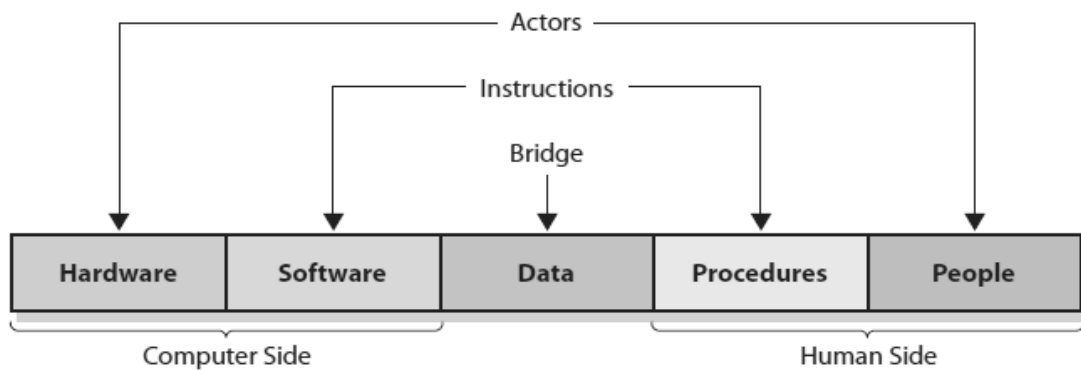 Actors
Instructions
Bridge
Hardware Software Data Procedures People
Computer Side Human Side